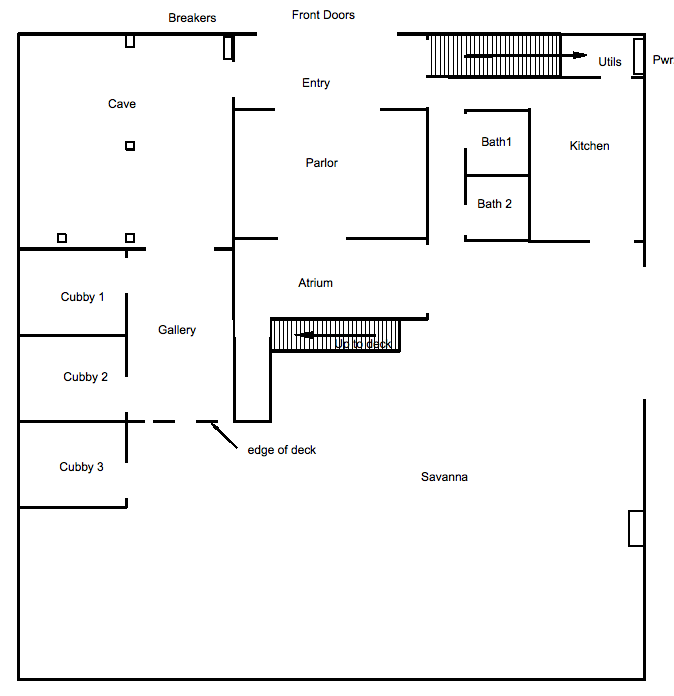 Front Doors
Breakers
Utils
Pwr
Entry
Cave
Bath1
Kitchen
Parlor
Bath 2
Atrium
Cubby 1
Gallery
Up to deck
Cubby 2
edge of deck
Cubby 3
Savanna